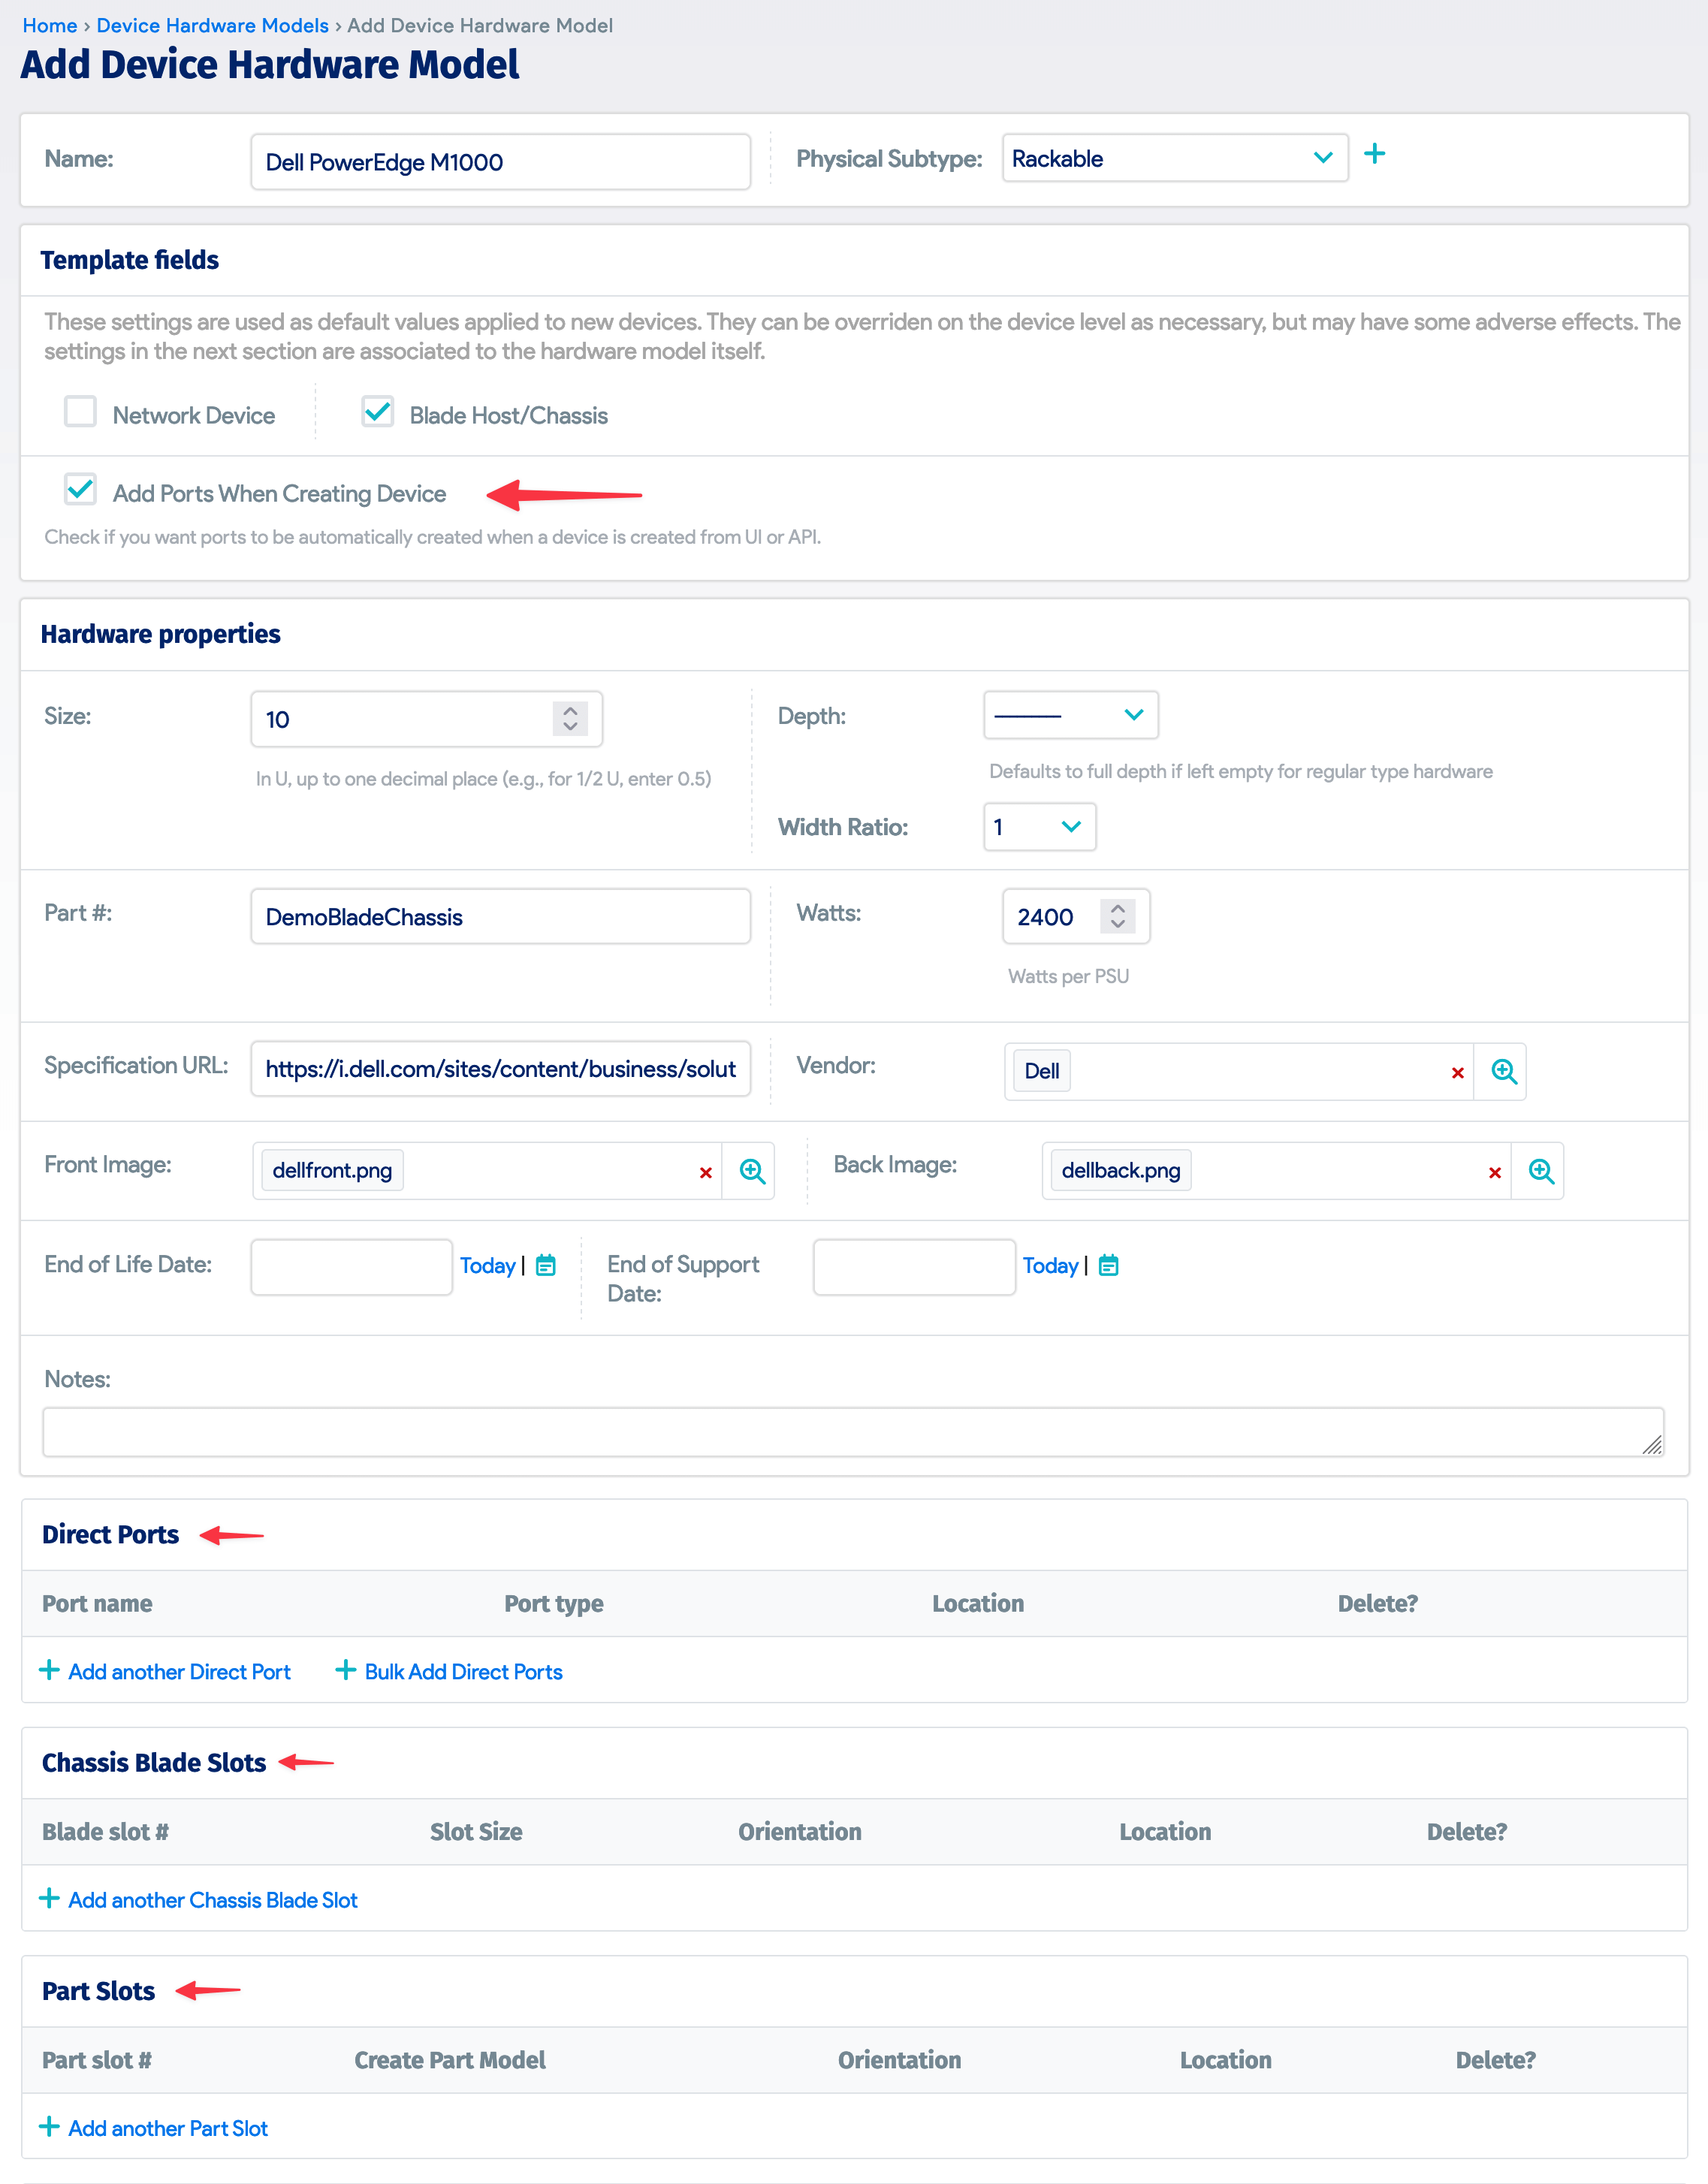 Home › Device Hardware Models › Add Device Hardware Model
Add Device Hardware Model
Name: Dell PowerEdge M1000 Physical Subtype: Rackable
Template fields
These settings are used as default values applied to new devices. They can be overriden on the device level as necessary, but may have some adverse effects. The
settings in the next section are associated to the hardware model itself.
Network Device Blade Host/Chassis
Add Ports When Creating Device
Check if you want ports to be automatically created when a device is created from UI or API.
Hardware properties
Size: 10 Depth: ---------
In U, up to one decimal place (e.g., for 1/2 U, enter 0.5) Defaults to full depth if left empty for regular type hardware
Width Ratio: 1
Part #: DemoBladeChassis Watts: 2400
Watts per PSU
Specification URL: https://i.dell.com/sites/content/business/solut Vendor: Dell
Front Image: dellfront.png Back Image: dellback.png
End of Life Date: Today | End of Support Today |
Date:
Notes:
Direct Ports
Port name Port type Location Delete?
Add another Direct Port Bulk Add Direct Ports
Chassis Blade Slots
Blade slot # Slot Size Orientation Location Delete?
Add another Chassis Blade Slot
Part Slots
Part slot # Create Part Model Orientation Location Delete?
Add another Part Slot